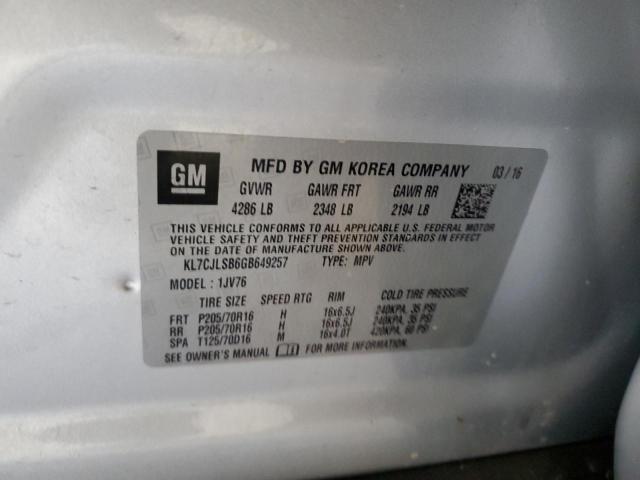 GM
MFD BY GM KOREA COMPANY 03/16
GVWR GAWR FRT GAWR RR
4286 LB 2348 LB 2194 LB
THIS VEHICLE CONFORMS TO ALL APPLICABLE U.S. FEDERAL MOTOR
VEHICLE SAFETY AND THEFT PREVENTION STANDARDS IN EFFECT
ON THE DATE OF MANUFACTURE SHOWN ABOVE.
KL7CJLSB6GB649257 TYPE: MPV
MODEL: 1JV76
TIRE SIZE SPEED RTG RIM COLD TIRE PRESSURE
FRT P205/70R16 H 16x6.5J 240KPA, 35 PSI
RR P205/70R16 H 16x6.5J 240KPA, 35 PSI
SPA T125/70D16 M 16x4.0T 420KPA, 60 PSI
SEE OWNER'S MANUAL FOR MORE INFORMATION.